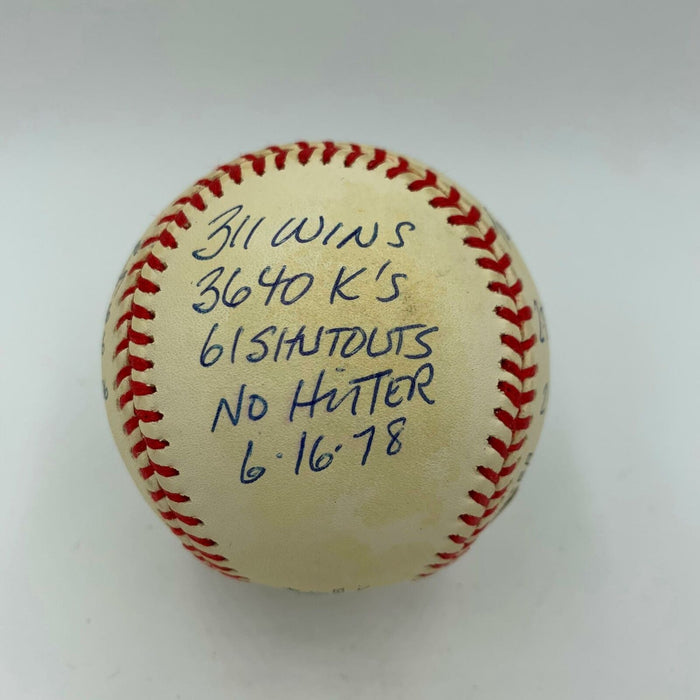 311 WINS
3640 K'S
61 SHUTOUTS
NO HITTER
6·16·78